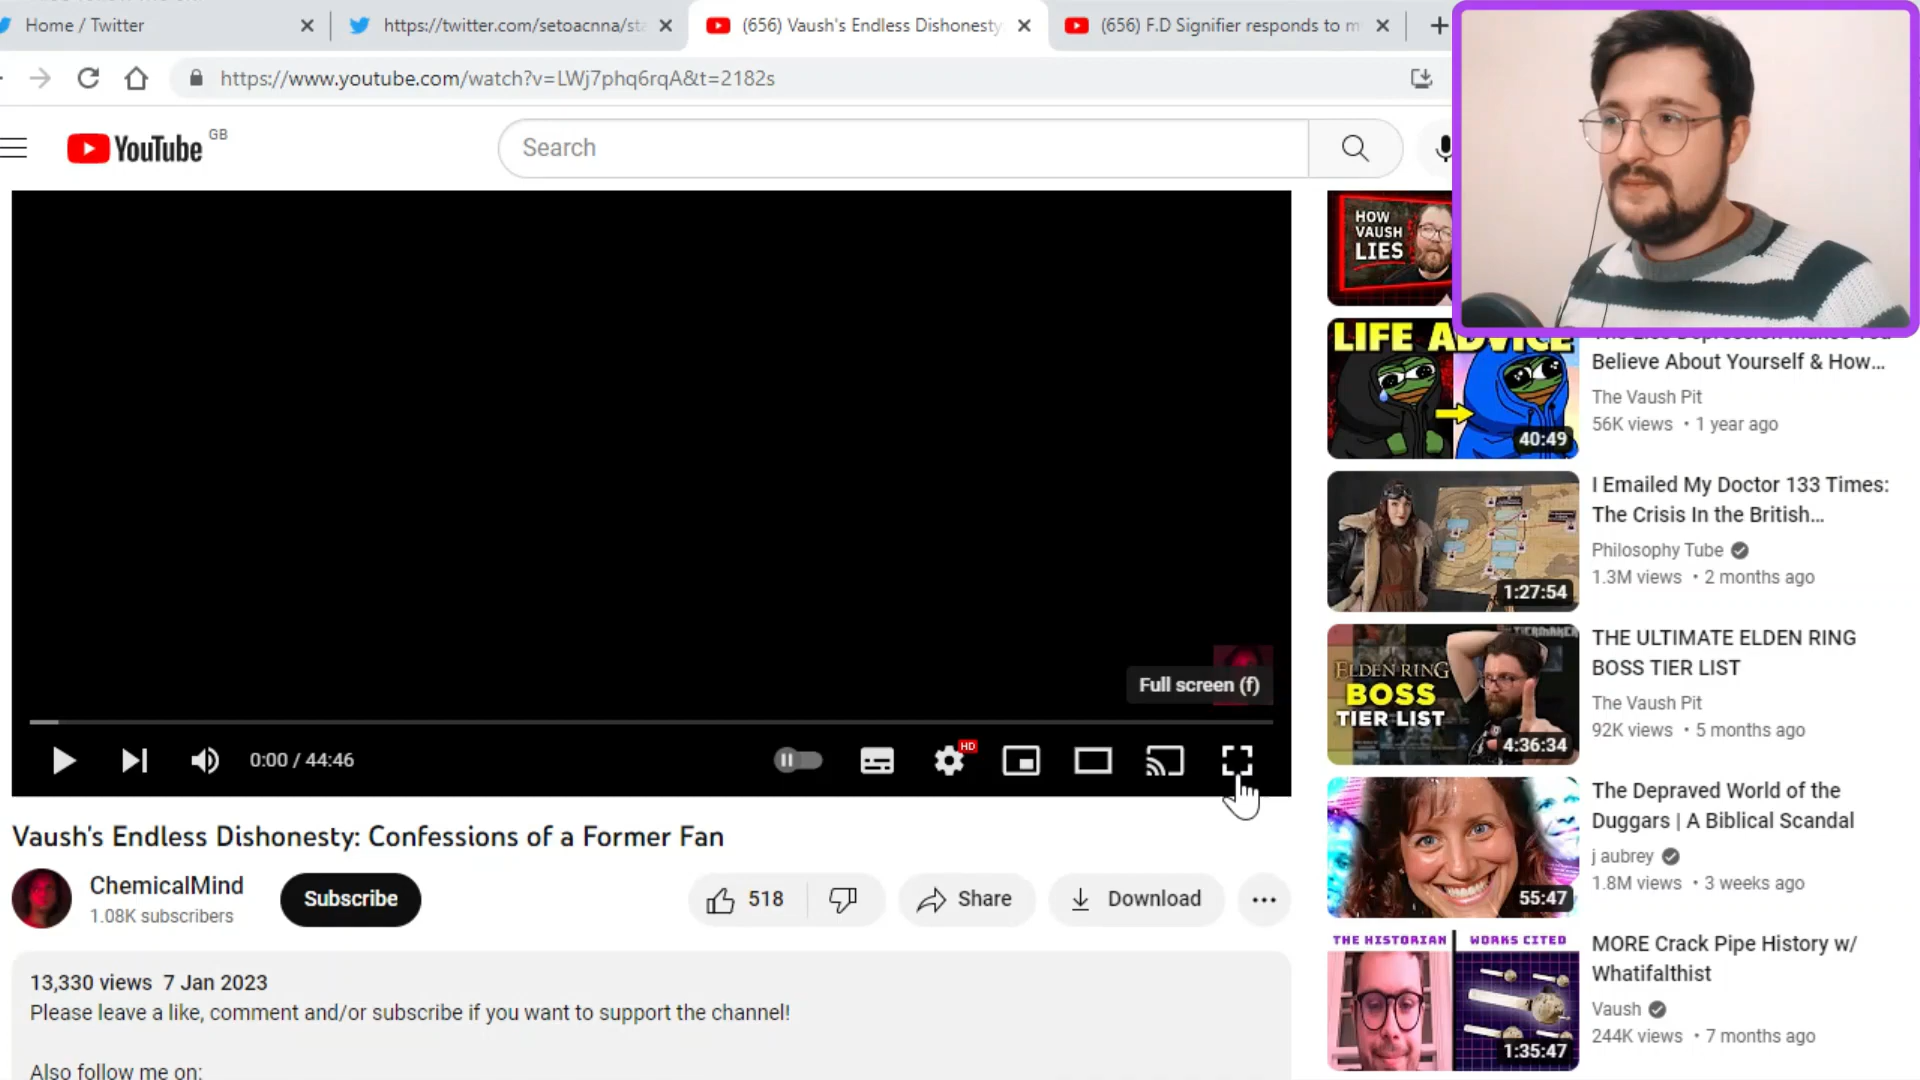 Home / Twitter
https://twitter.com/setoacnna/sta
(656) Vaush's Endless Dishonesty
(656) F.D Signifier responds to m
https://www.youtube.com/watch?v=LWj7phq6rqA&t=2182s
YouTube GB
Search
HOW
VAUSH
LIES
LIFE ADVICE
40:49
Believe About Yourself & How...
The Vaush Pit
56K views • 1 year ago
1:27:54
I Emailed My Doctor 133 Times:
The Crisis In the British...
Philosophy Tube
1.3M views • 2 months ago
ELDEN RING
BOSS
TIER LIST
4:36:34
THE ULTIMATE ELDEN RING
BOSS TIER LIST
The Vaush Pit
92K views • 5 months ago
55:47
The Depraved World of the
Duggars | A Biblical Scandal
j aubrey
1.8M views • 3 weeks ago
THE HISTORIAN
WORKS CITED
1:35:47
MORE Crack Pipe History w/
Whatifalthist
Vaush
244K views • 7 months ago
Full screen (f)
0:00 / 44:46
HD
Vaush's Endless Dishonesty: Confessions of a Former Fan
ChemicalMind
1.08K subscribers
Subscribe
518
Share
Download
13,330 views 7 Jan 2023
Please leave a like, comment and/or subscribe if you want to support the channel!
Also follow me on: